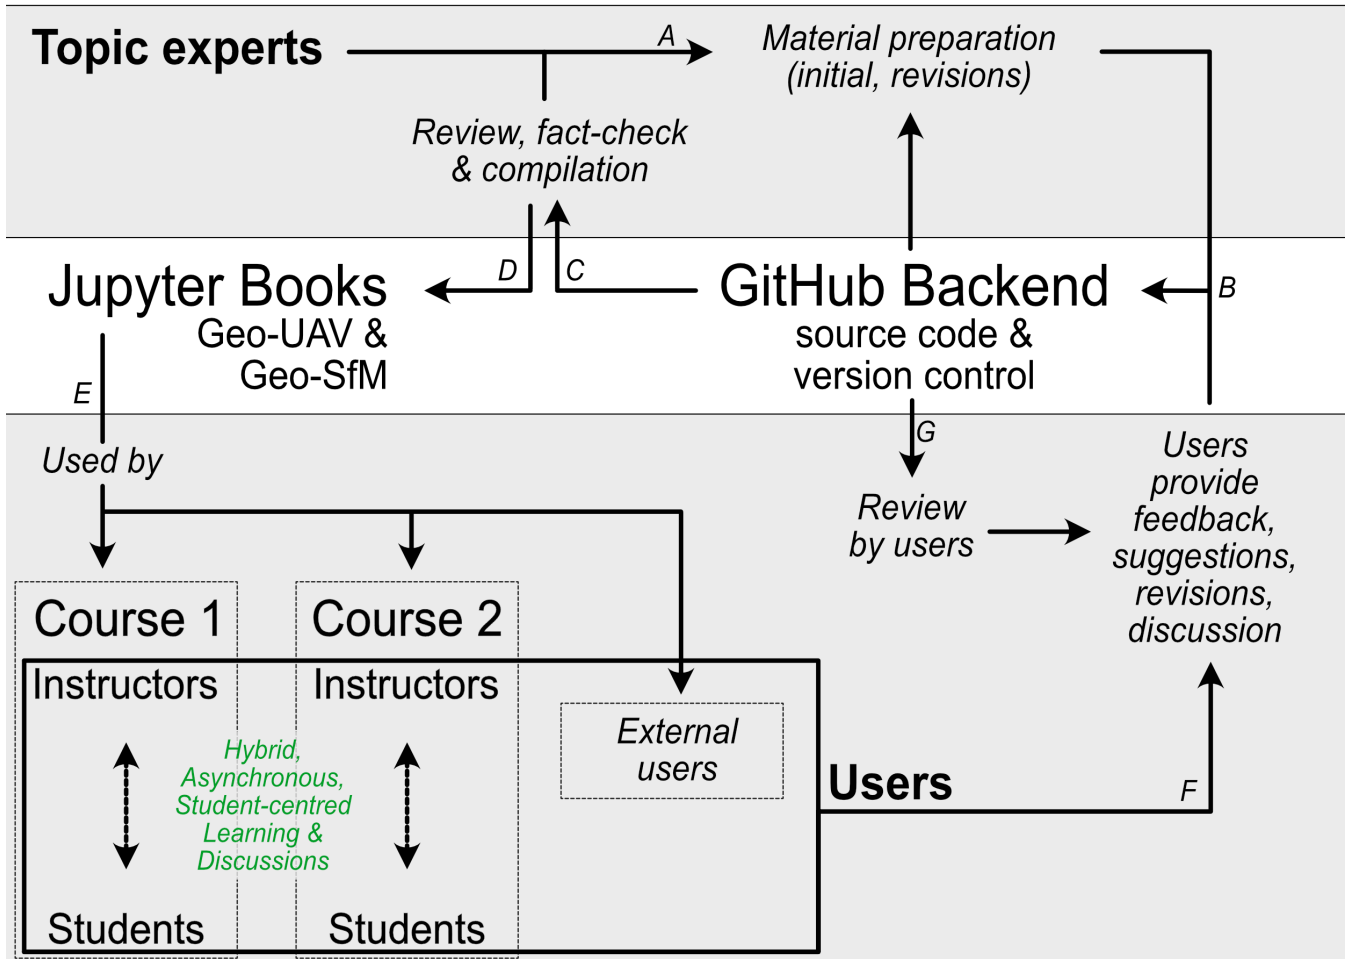 Topic experts
A
Material preparation
(initial, revisions)
Review, fact-check
& compilation
D
C
B
Jupyter Books
Geo-UAV &
Geo-SfM
GitHub Backend
source code &
version control
E
G
Used by
Review
by users
Users
provide
feedback,
suggestions,
revisions,
discussion
Course 1
Instructors
Students
Course 2
Instructors
Students
Hybrid,
Asynchronous,
Student-centred
Learning &
Discussions
External
users
Users
F